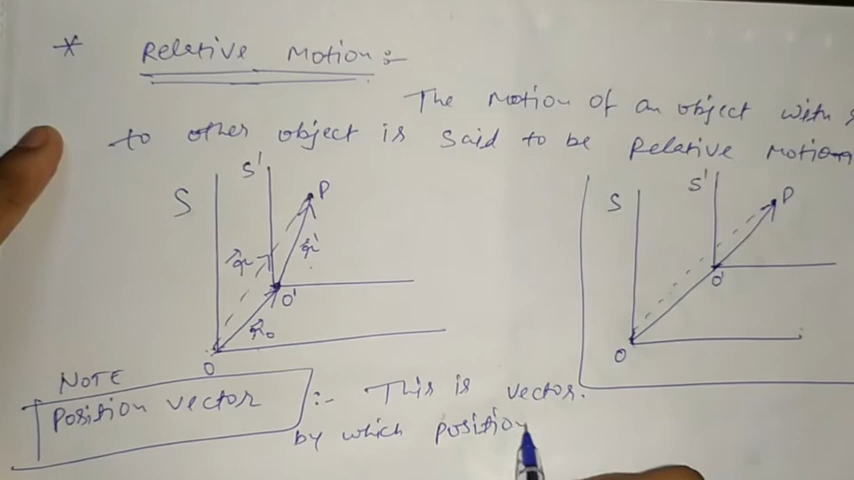 * Relative Motion:-
The Motion of an object with
to other object is said to be Relative Motion
S S' P
S S' P
r r'
O' O'
r₀
O O
NOTE
Position vector :- This is vector.
by which position